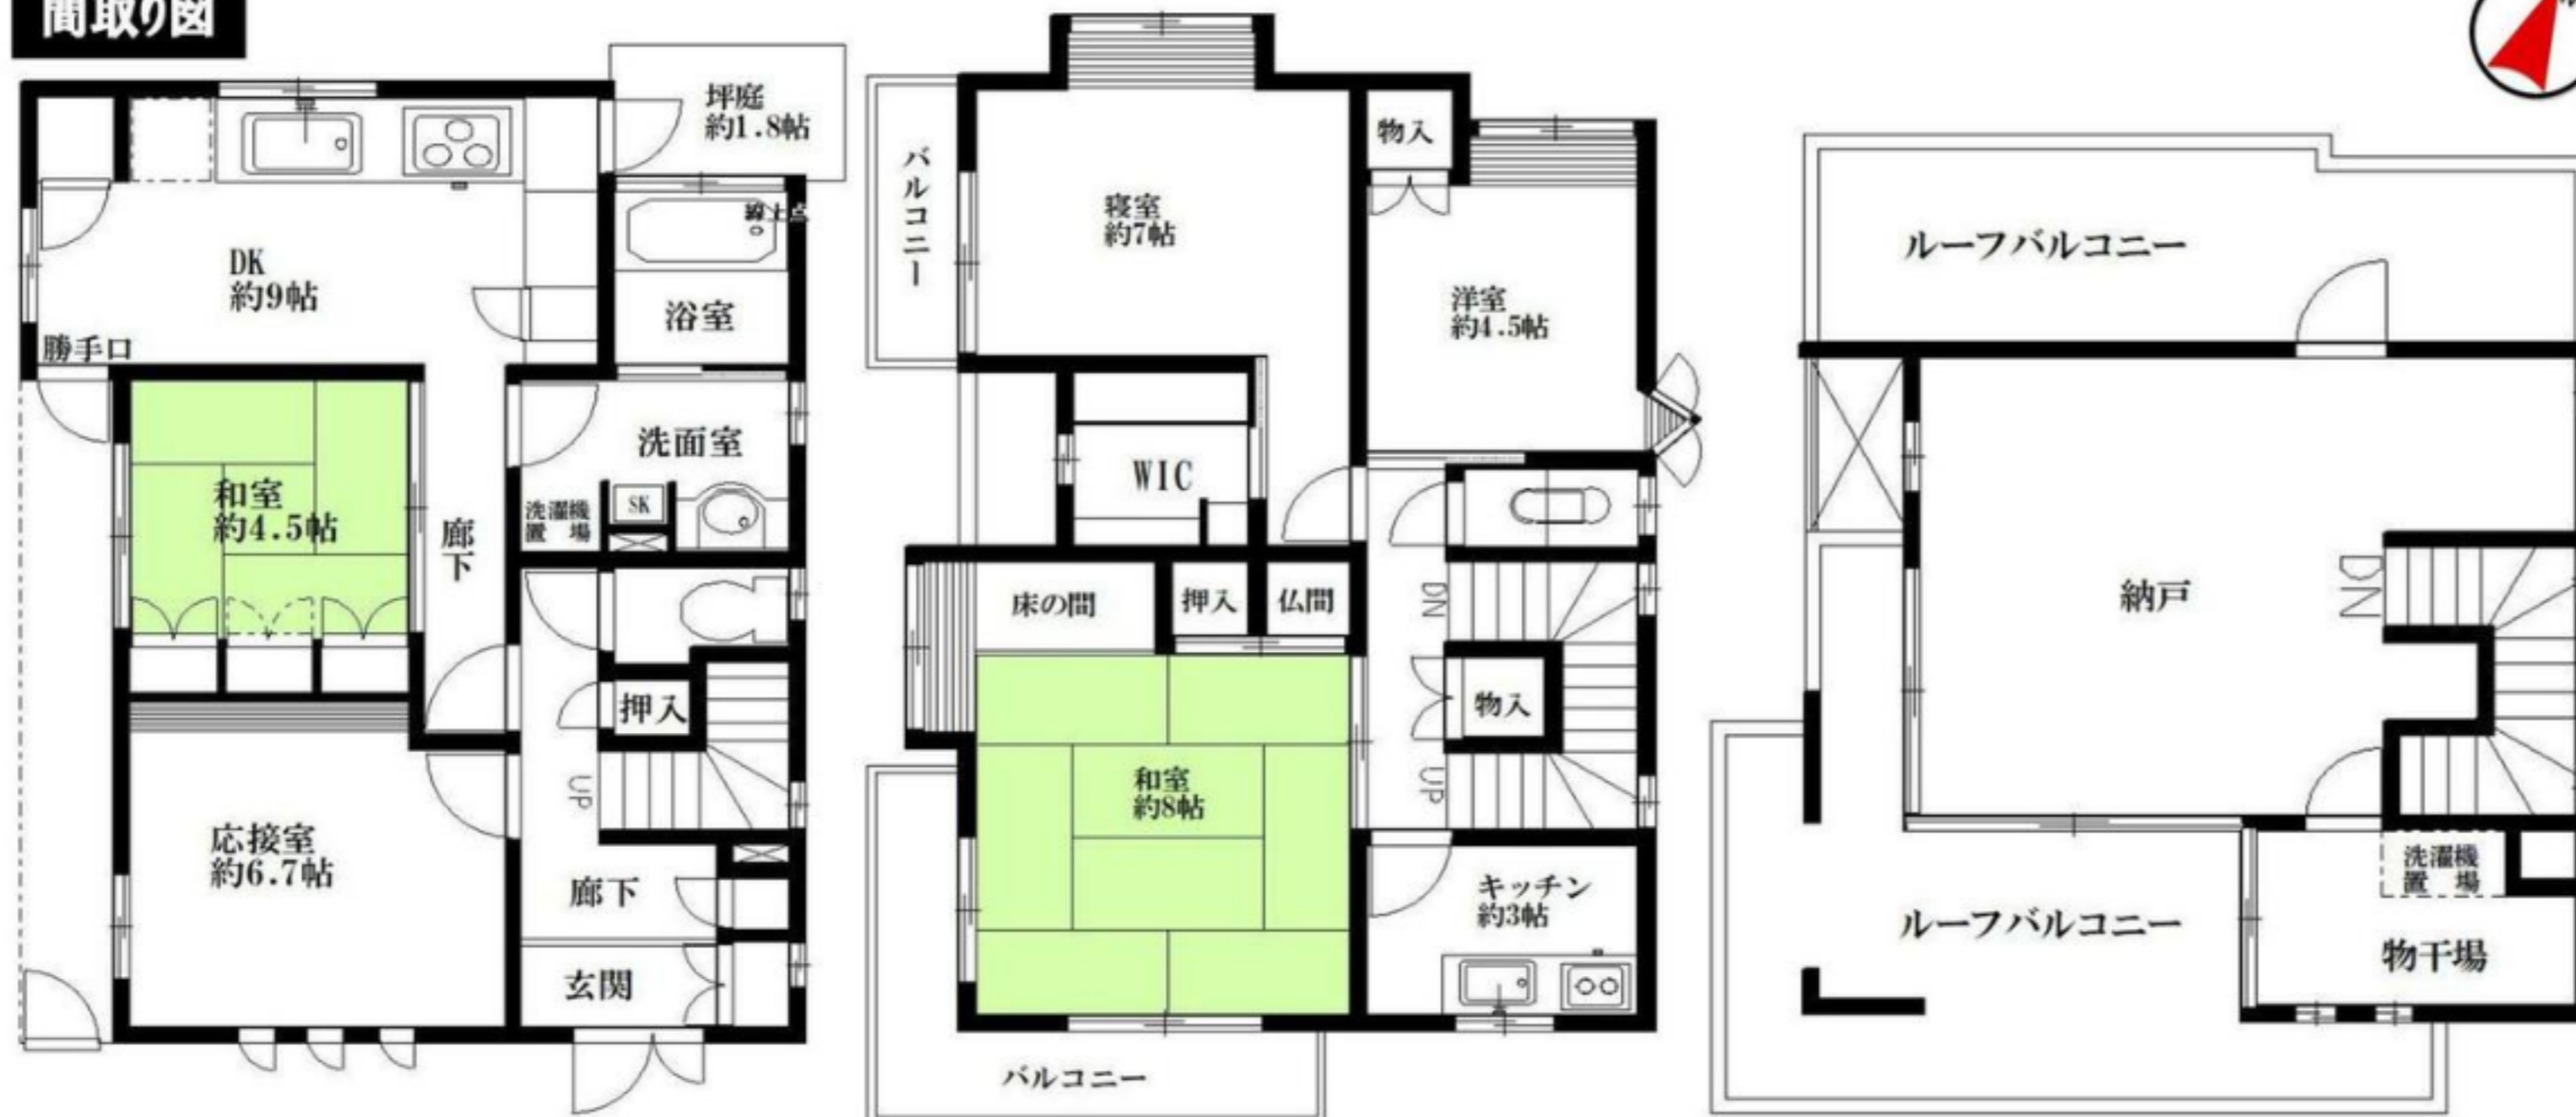 間取り図
坪庭
約1.8帖
DK
約9帖
浴室
勝手口
和室
約4.5帖
廊下
洗面室
洗濯機
置場
SK
押入
UP
応接室
約6.7帖
廊下
玄関
バルコニー
寝室
約7帖
物入
洋室
約4.5帖
WIC
床の間
押入
仏間
DN
物入
UP
和室
約8帖
キッチン
約3帖
バルコニー
ルーフバルコニー
納戸
DN
洗濯機
置場
ルーフバルコニー
物干場